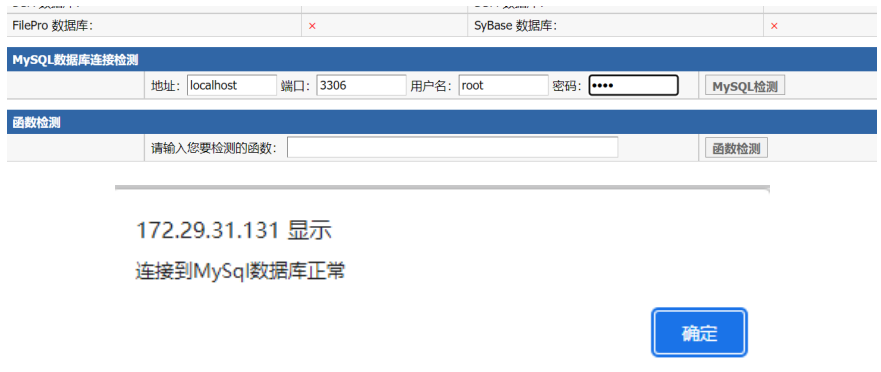 FilePro 数据库： × SyBase 数据库： ×
MySQL数据库连接检测
地址： localhost 端口： 3306 用户名： root 密码： •••• MySQL检测
函数检测
请输入您要检测的函数： 函数检测
172.29.31.131 显示
连接到MySql数据库正常
确定